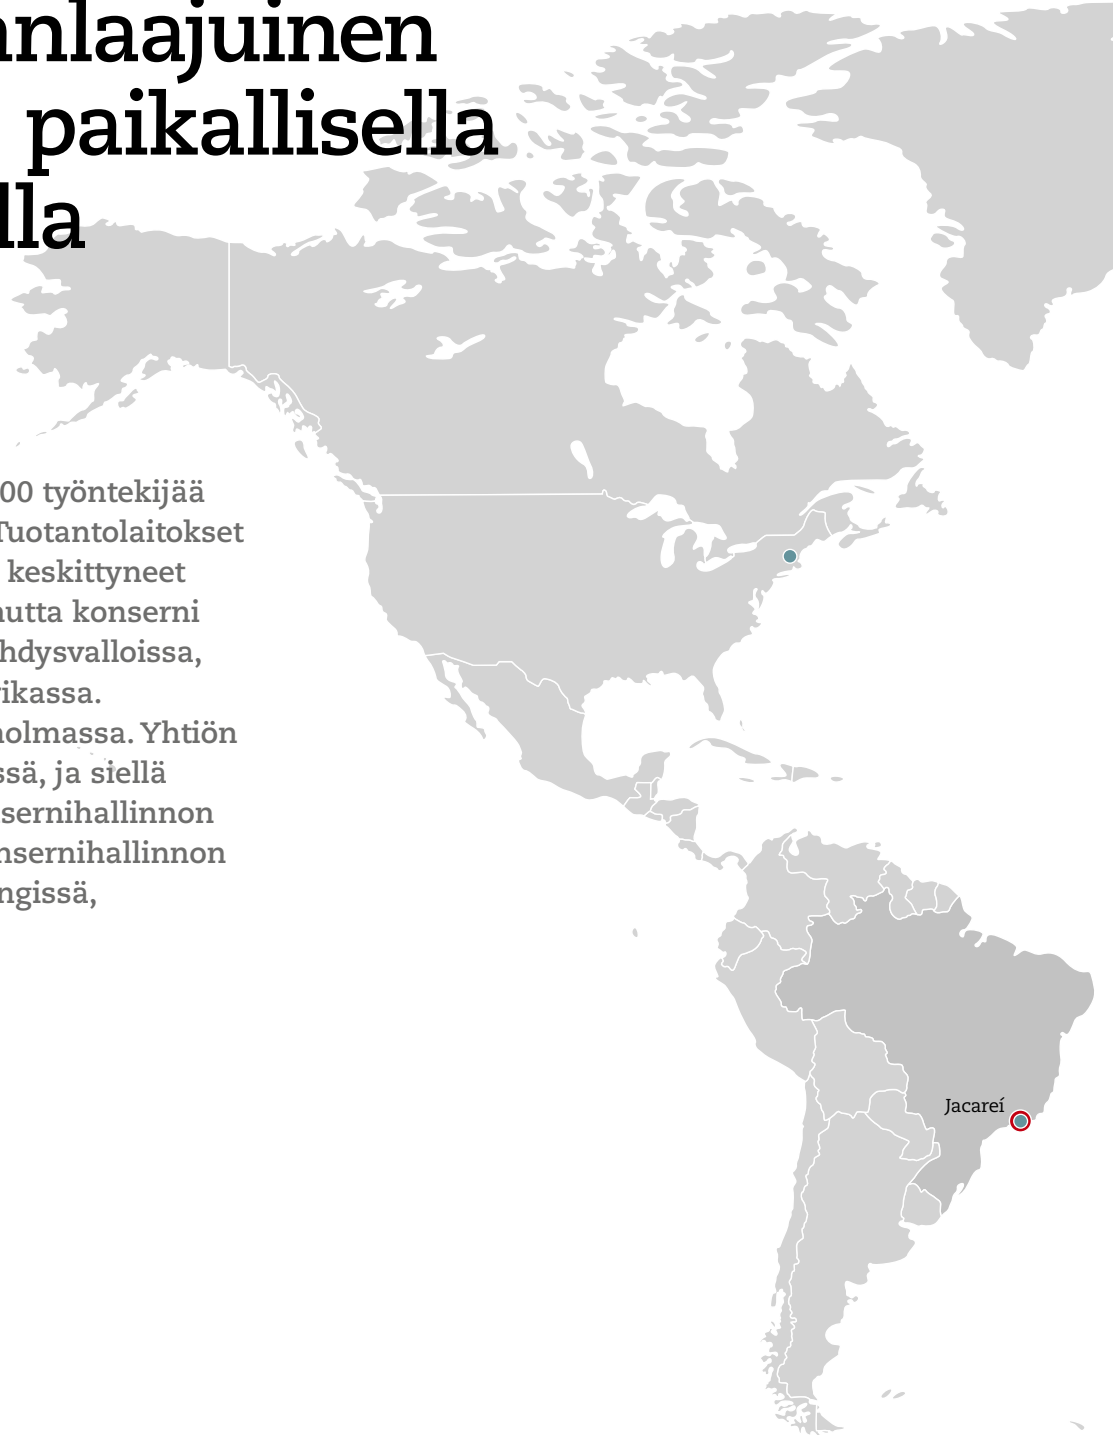 nlaajuinen
paikallisella
lla
00 työntekijää
Tuotantolaitokset
keskittyneet
utta konserni
hdysvalloissa,
ikassa.
olmassa. Yhtiön
ssä, ja siellä
sernihallinnon
nsernihallinnon
ngissä,
Jacareí